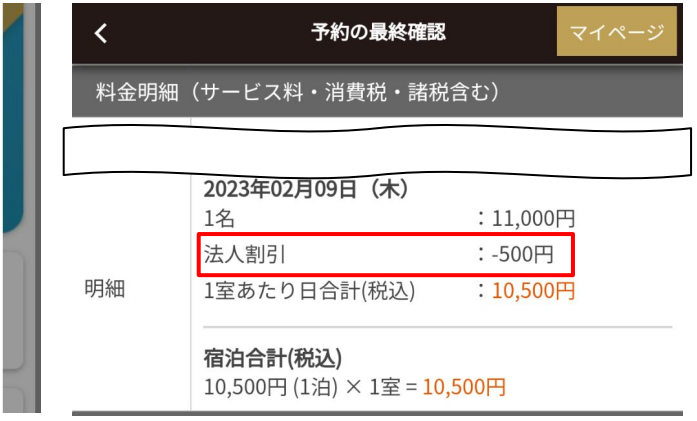 予約の最終確認
マイページ
料金明細（サービス料・消費税・諸税含む）
明細
2023年02月09日（木）
1名 ：11,000円
法人割引 ：-500円
1室あたり日合計(税込) ：10,500円
宿泊合計(税込)
10,500円 (1泊) × 1室 = 10,500円